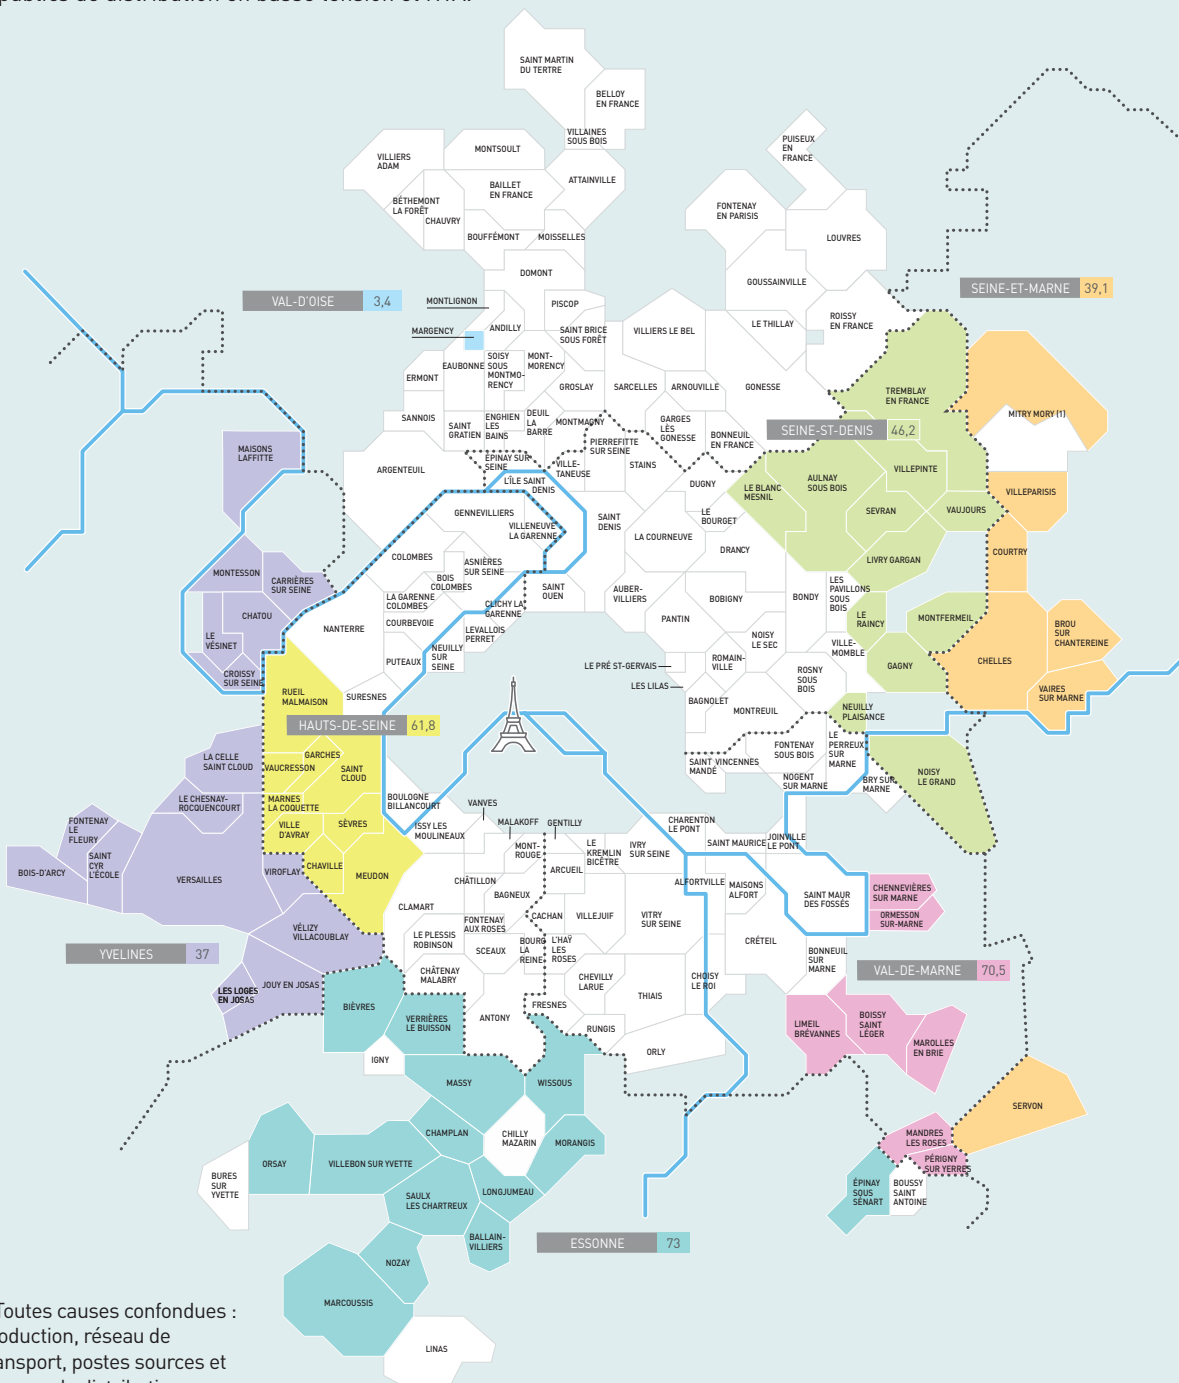 publics de distribution en basse tension et HTA.
SAINT MARTIN
DU TERTRE
BELLOY
EN FRANCE
VILLAINES
SOUS BOIS
PUISEUX
EN
FRANCE
MONTSOULT
VILLIERS
ADAM
ATTAINVILLE
BAILLET
EN FRANCE
BÉTHEMONT
LA FORÊT
CHAUVRY
FONTENAY
EN PARISIS
BOUFFÉMONT
MOISSELLES
LOUVRES
DOMONT
GOUSSAINVILLE
VAL-D'OISE 3,4
MONTLIGNON
PISCOP
SEINE-ET-MARNE 39,1
MARGENCY
ANDILLY
SAINT BRICE
SOUS FORÊT
VILLIERS LE BEL
LE THILLAY
ROISSY
EN FRANCE
EAUBONNE
SOISY
SOUS
MONTMO-
RENCY
MONT-
MORENCY
ERMONT
GROSLAY
SARCELLES
ARNOUVILLE
GONESSE
TREMBLAY
EN FRANCE
MITRY MORY (1)
SANNOIS
SAINT
GRATIEN
ENGHIEN
LES
BAINS
DEUIL
LA
BARRE
MONTMAGNY
GARGES
LÈS
GONESSE
SEINE-ST-DENIS 46,2
BONNEUIL
EN FRANCE
PIERREFITTE
SUR SEINE
MAISONS
LAFFITTE
ARGENTEUIL
ÉPINAY SUR
SEINE
VILLE-
TANEUSE
STAINS
VILLEPINTE
L'ÎLE SAINT
DENIS
DUGNY
LE BLANC
MESNIL
AULNAY
SOUS BOIS
VILLEPARISIS
GENNEVILLIERS
VILLENEUVE
LA GARENNE
SAINT
DENIS
LE
BOURGET
SEVRAN
VAUJOURS
LA COURNEUVE
DRANCY
COURTRY
COLOMBES
ASNIÈRES
SUR SEINE
LIVRY GARGAN
MONTESSON
CARRIÈRES
SUR SEINE
BOIS
COLOMBES
SAINT
OUEN
AUBER-
VILLIERS
BOBIGNY
BONDY
LES
PAVILLONS
SOUS
BOIS
LA GARENNE
COLOMBES
CLICHY LA
GARENNE
CHATOU
COURBEVOIE
PANTIN
LE
RAINCY
MONTFERMEIL
BROU
SUR
CHANTEREINE
NANTERRE
LEVALLOIS
PERRET
NOISY
LE SEC
LE
VÉSINET
NEUILLY
SUR
SEINE
VILLE-
MOMBLE
PUTEAUX
LE PRÉ ST-GERVAIS
ROMAIN-
VILLE
GAGNY
CHELLES
CROISSY
SUR SEINE
ROSNY
SOUS
BOIS
RUEIL
MALMAISON
SURESNES
LES LILAS
BAGNOLET
VAIRES
SUR MARNE
MONTREUIL
NEUILLY
PLAISANCE
HAUTS-DE-SEINE 61,8
LE
PERREUX
SUR
MARNE
FONTENAY
SOUS BOIS
LA CELLE
SAINT CLOUD
GARCHES
VAUCRESSON
SAINT
CLOUD
SAINT
MANDÉ
VINCENNES
NOGENT
SUR MARNE
BRY SUR
MARNE
NOISY
LE GRAND
LE CHESNAY-
ROCQUENCOURT
MARNES
LA COQUETTE
BOULOGNE
BILLANCOURT
VANVES
FONTENAY
LE
FLEURY
VILLE
D'AVRAY
SÈVRES
ISSY LES
MOULINEAUX
MALAKOFF
GENTILLY
CHARENTON
LE PONT
SAINT MAURICE
JOINVILLE
LE PONT
MONT-
ROUGE
LE
KREMLIN
BICÊTRE
IVRY
SUR SEINE
SAINT
CYR
L'ÉCOLE
BOIS-D'ARCY
VERSAILLES
VIROFLAY
CHAVILLE
MEUDON
ARCUEIL
CHÂTILLON
ALFORTVILLE
MAISONS
ALFORT
SAINT MAUR
DES FOSSÉS
CHENNEVIÈRES
SUR MARNE
BAGNEUX
CLAMART
ORMESSON
SUR-MARNE
FONTENAY
AUX ROSES
CACHAN
VILLEJUIF
VITRY
SUR SEINE
VÉLIZY
VILLACOUBLAY
LE PLESSIS
ROBINSON
CRÉTEIL
YVELINES 37
SCEAUX
BOURG
LA
REINE
L'HAŸ
LES
ROSES
BONNEUIL
SUR
MARNE
VAL-DE-MARNE 70,5
CHÂTENAY
MALABRY
CHEVILLY
LARUE
CHOISY
LE ROI
LES LOGES
EN JOSAS
JOUY EN JOSAS
THIAIS
BIÈVRES
FRESNES
VERRIÈRES
LE BUISSON
ANTONY
RUNGIS
LIMEIL
BRÉVANNES
BOISSY
SAINT
LÉGER
MAROLLES
EN BRIE
IGNY
ORLY
MASSY
WISSOUS
SERVON
CHAMPLAN
CHILLY
MAZARIN
MORANGIS
MANDRES
LES ROSES
ORSAY
VILLEBON SUR YVETTE
PÉRIGNY
SUR YERRES
BURES
SUR
YVETTE
SAULX
LES CHARTREUX
LONGJUMEAU
ÉPINAY
SOUS
SÉNART
BOUSSY
SAINT
ANTOINE
BALLAIN-
VILLIERS
ESSONNE 73
NOZAY
MARCOUSSIS
Toutes causes confondues :
oduction, réseau de
ansport, postes sources et
LINAS